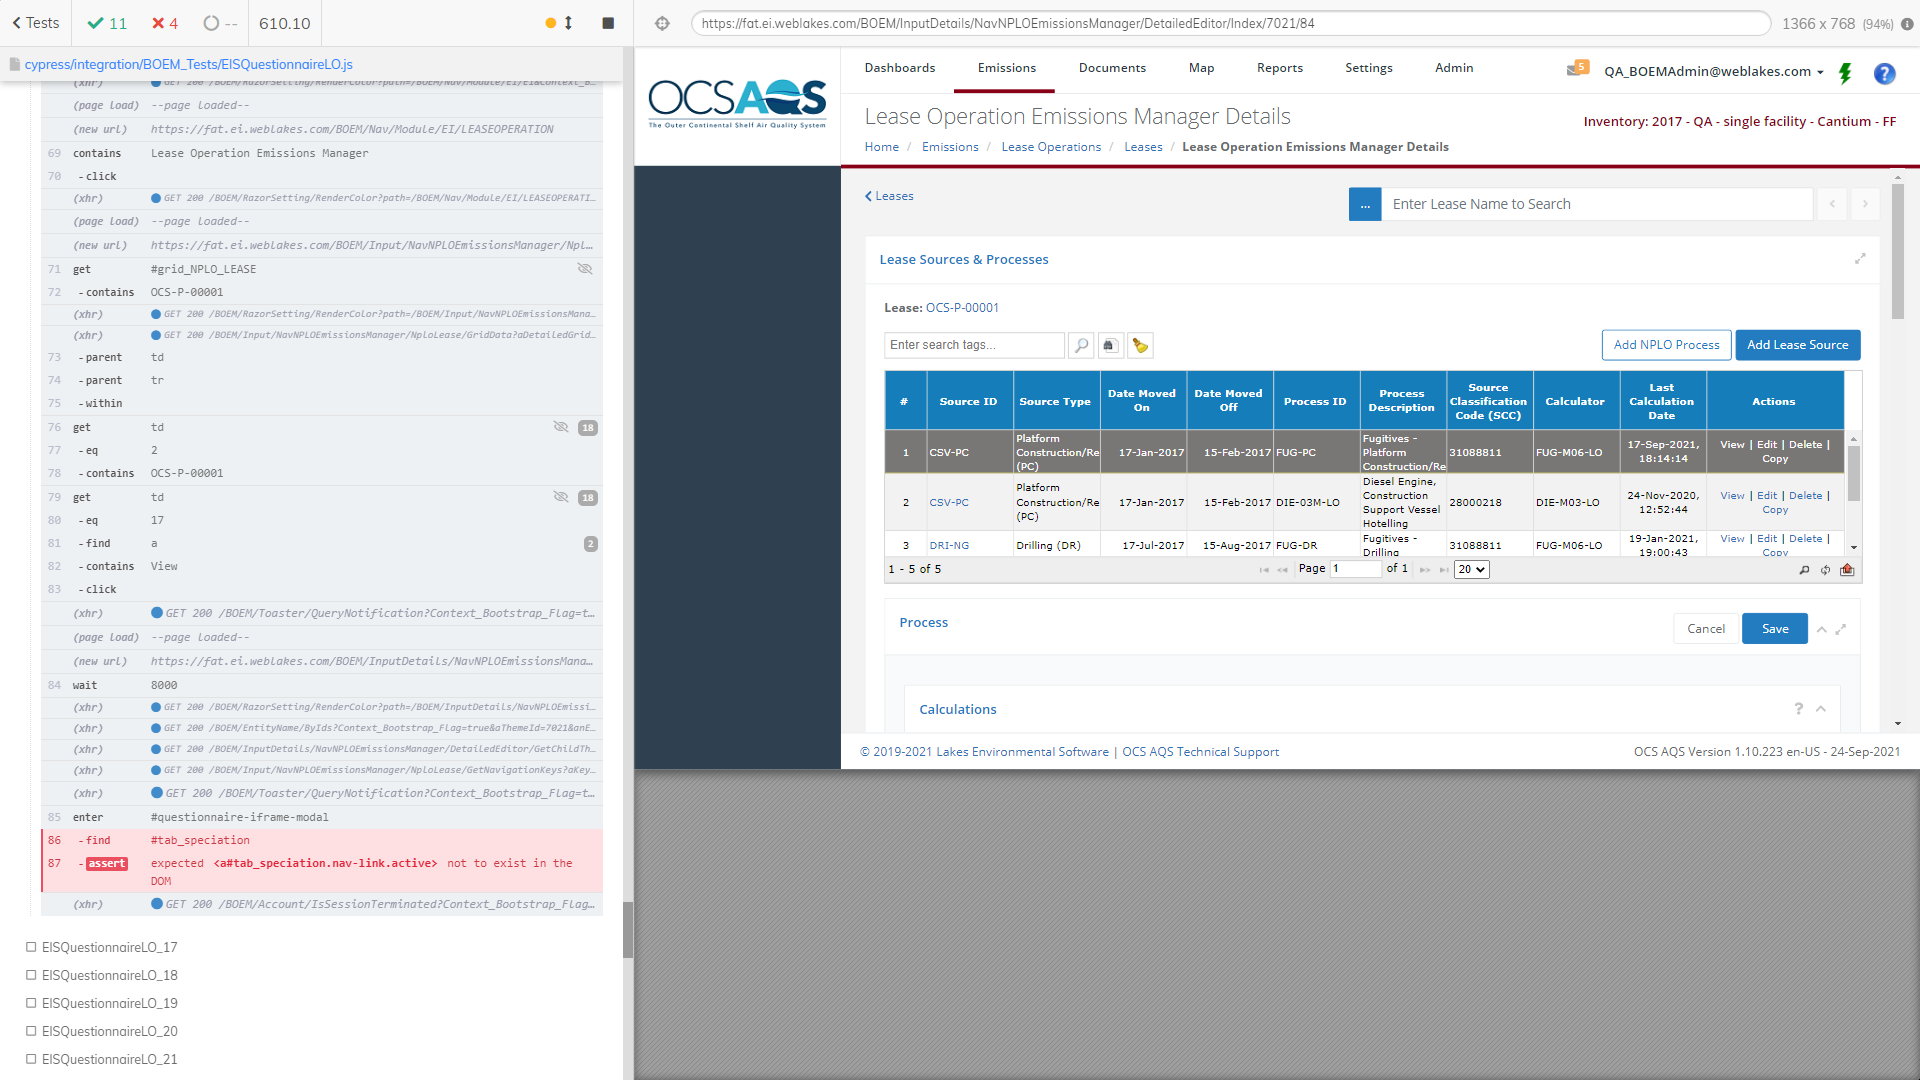 Tests
11
4
--
610.10
https://fat.ei.weblakes.com/BOEM/InputDetails/NavNPLOEmissionsManager/DetailedEditor/Index/7021/84
1366 x 768 (94%)
cypress/integration/BOEM_Tests/EISQuestionnaireLO.js
(xhr) GET 200 /BOEM/RazorSetting/RenderColor?path=/BOEM/Nav/Module/EI/EI&Context_B...
(page load) --page loaded--
(new url) https://fat.ei.weblakes.com/BOEM/Nav/Module/EI/LEASEOPERATION
69 contains Lease Operation Emissions Manager
70 -click
(xhr) GET 200 /BOEM/RazorSetting/RenderColor?path=/BOEM/Nav/Module/EI/LEASEOPERATI...
(page load) --page loaded--
(new url) https://fat.ei.weblakes.com/BOEM/Input/NavNPLOEmissionsManager/Npl...
71 get #grid_NPLO_LEASE
72 -contains OCS-P-00001
(xhr) GET 200 /BOEM/RazorSetting/RenderColor?path=/BOEM/Input/NavNPLOEmissionsMana...
(xhr) GET 200 /BOEM/Input/NavNPLOEmissionsManager/NploLease/GridData?aDetailedGrid...
73 -parent td
74 -parent tr
75 -within
76 get td 18
77 -eq 2
78 -contains OCS-P-00001
79 get td 18
80 -eq 17
81 -find a 2
82 -contains View
83 -click
(xhr) GET 200 /BOEM/Toaster/QueryNotification?Context_Bootstrap_Flag=t...
(page load) --page loaded--
(new url) https://fat.ei.weblakes.com/BOEM/InputDetails/NavNPLOEmissionsMana...
84 wait 8000
(xhr) GET 200 /BOEM/RazorSetting/RenderColor?path=/BOEM/InputDetails/NavNPLOEmissi...
(xhr) GET 200 /BOEM/EntityName/ByIds?Context_Bootstrap_Flag=true&aThemeId=7021&anE...
(xhr) GET 200 /BOEM/InputDetails/NavNPLOEmissionsManager/DetailedEditor/GetChildTh...
(xhr) GET 200 /BOEM/Input/NavNPLOEmissionsManager/NploLease/GetNavigationKeys?aKey...
(xhr) GET 200 /BOEM/Toaster/QueryNotification?Context_Bootstrap_Flag=t...
85 enter #questionnaire-iframe-modal
86 -find #tab_speciation
87 -assert expected <a#tab_speciation.nav-link.active> not to exist in the
DOM
(xhr) GET 200 /BOEM/Account/IsSessionTerminated?Context_Bootstrap_Flag...
EISQuestionnaireLO_17
EISQuestionnaireLO_18
EISQuestionnaireLO_19
EISQuestionnaireLO_20
EISQuestionnaireLO_21
OCSAQS
The Outer Continental Shelf Air Quality System
Dashboards Emissions Documents Map Reports Settings Admin
5
QA_BOEMAdmin@weblakes.com
?
Lease Operation Emissions Manager Details
Inventory: 2017 - QA - single facility - Cantium - FF
Home / Emissions / Lease Operations / Leases / Lease Operation Emissions Manager Details
Leases
...
Enter Lease Name to Search
Lease Sources & Processes
Lease: OCS-P-00001
Enter search tags...
Add NPLO Process
Add Lease Source
# | Source ID | Source Type | Date Moved On | Date Moved Off | Process ID | Process Description | Source Classification Code (SCC) | Calculator | Last Calculation Date | Actions
1 CSV-PC Platform Construction/Re (PC) 17-Jan-2017 15-Feb-2017 FUG-PC Fugitives - Platform Construction/Re 31088811 FUG-M06-LO 17-Sep-2021, 18:14:14 View | Edit | Delete | Copy
2 CSV-PC Platform Construction/Re (PC) 17-Jan-2017 15-Feb-2017 DIE-03M-LO Diesel Engine, Construction Support Vessel Hotelling 28000218 DIE-M03-LO 24-Nov-2020, 12:52:44 View | Edit | Delete | Copy
3 DRI-NG Drilling (DR) 17-Jul-2017 15-Aug-2017 FUG-DR Fugitives - Drilling 31088811 FUG-M06-LO 19-Jan-2021, 19:00:43 View | Edit | Delete | Copy
1 - 5 of 5
Page 1 of 1
20
Process
Cancel
Save
Calculations
?
© 2019-2021 Lakes Environmental Software | OCS AQS Technical Support
OCS AQS Version 1.10.223 en-US - 24-Sep-2021